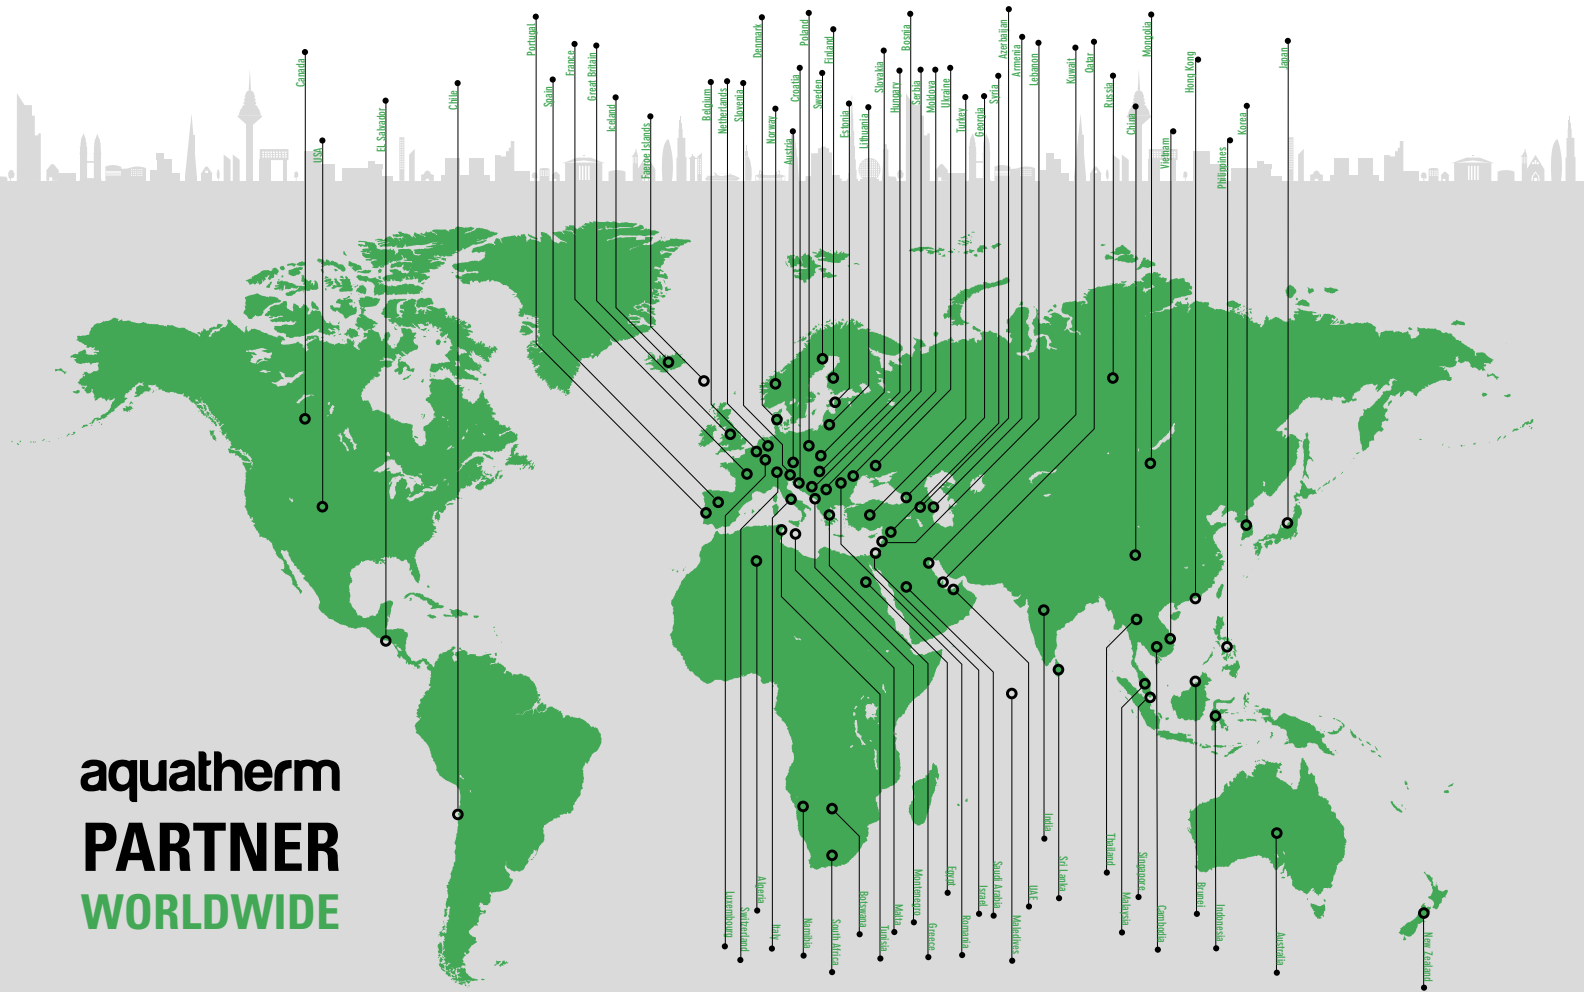 Canada
USA
EL Salvador
Chile
Portugal
Spain
France
Great Britain
Iceland
Faeroe Islands
Belgium
Netherlands
Slovenia
Denmark
Norway
Austria
Croatia
Poland
Sweden
Finland
Estonia
Lithuania
Slovakia
Hungary
Bosnia
Serbia
Moldova
Ukraine
Turkey
Georgia
Syria
Azerbaijan
Armenia
Lebanon
Kuwait
Qatar
Russia
China
Mongolia
Vietnam
Hong Kong
Philippines
Korea
Japan
aquatherm
PARTNER
WORLDWIDE
Luxembourg
Switzerland
Algeria
Italy
Namibia
South Africa
Botswana
Tunisia
Malta
Montenegro
Greece
Egypt
Romania
Israel
Saudi Arabia
Maledives
UAE
India
Sri Lanka
Thailand
Malaysia
Singapore
Cambodia
Brunei
Indonesia
Australia
New Zealand